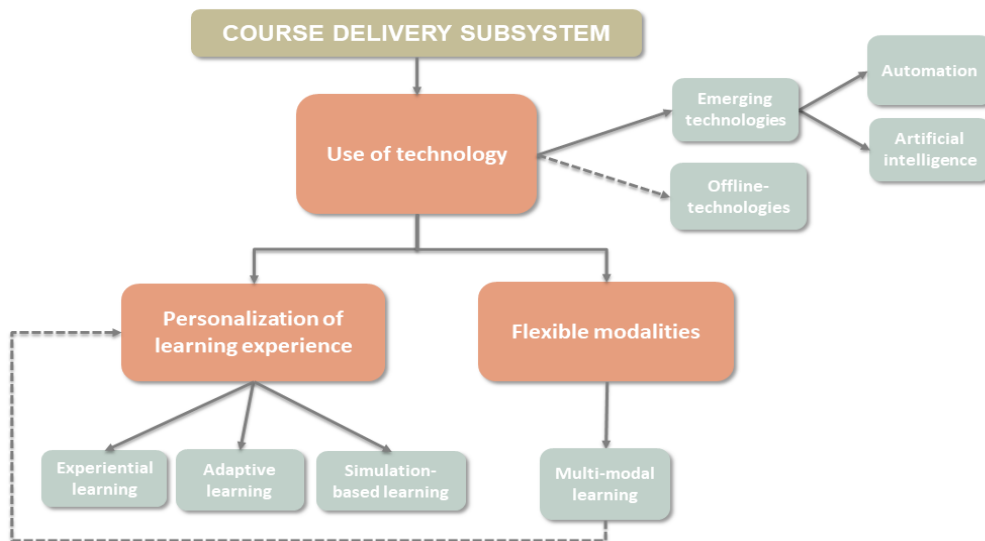 COURSE DELIVERY SUBSYSTEM
Use of technology
Emerging
technologies
Automation
Artificial
intelligence
Offline-
technologies
Personalization of
learning experience
Flexible modalities
Experiential
learning
Adaptive
learning
Simulation-
based learning
Multi-modal
learning